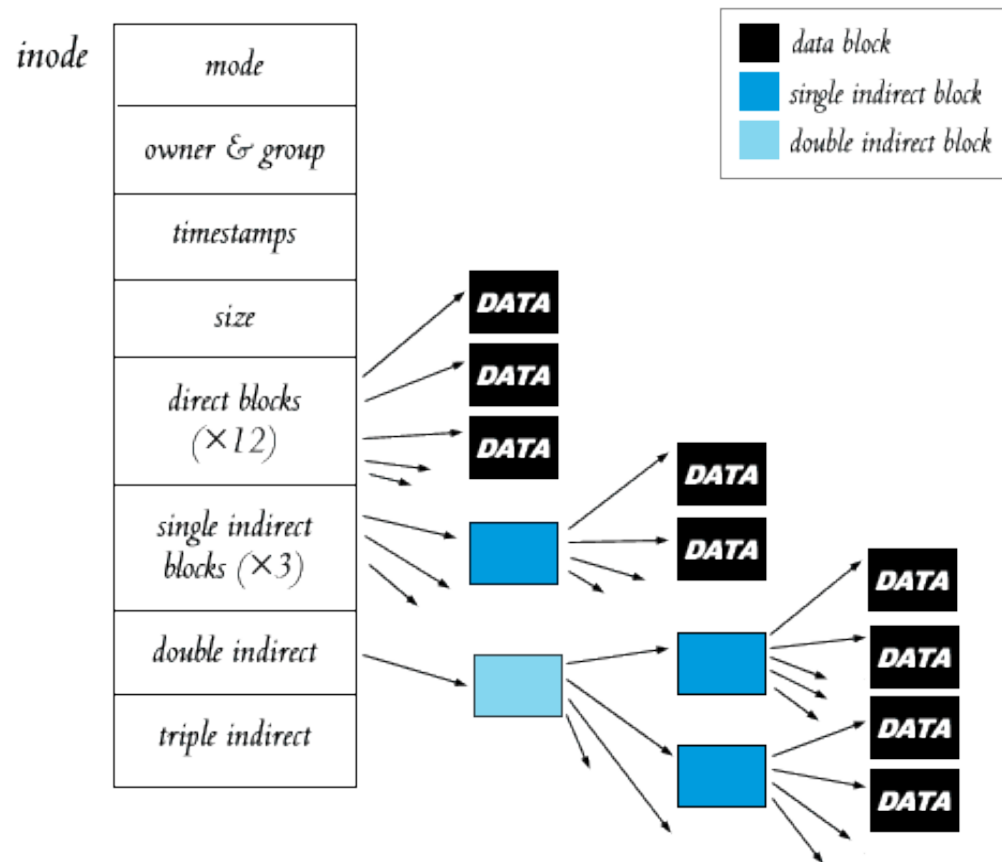 inode
mode
owner & group
timestamps
size
direct blocks
(×12)
single indirect
blocks (×3)
double indirect
triple indirect
data block
single indirect block
double indirect block
DATA
DATA
DATA
DATA
DATA
DATA
DATA
DATA
DATA